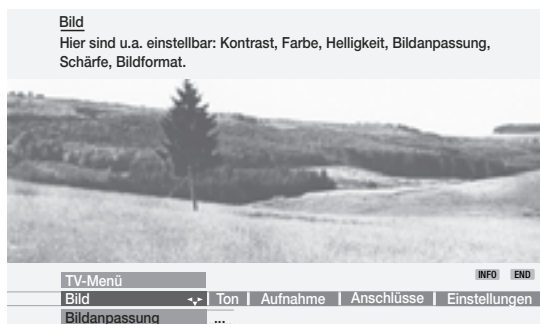 Bild
Hier sind u.a. einstellbar: Kontrast, Farbe, Helligkeit, Bildanpassung,
Schärfe, Bildformat.
INFO END
TV-Menü
Bild Ton Aufnahme Anschlüsse Einstellungen
Bildanpassung ...